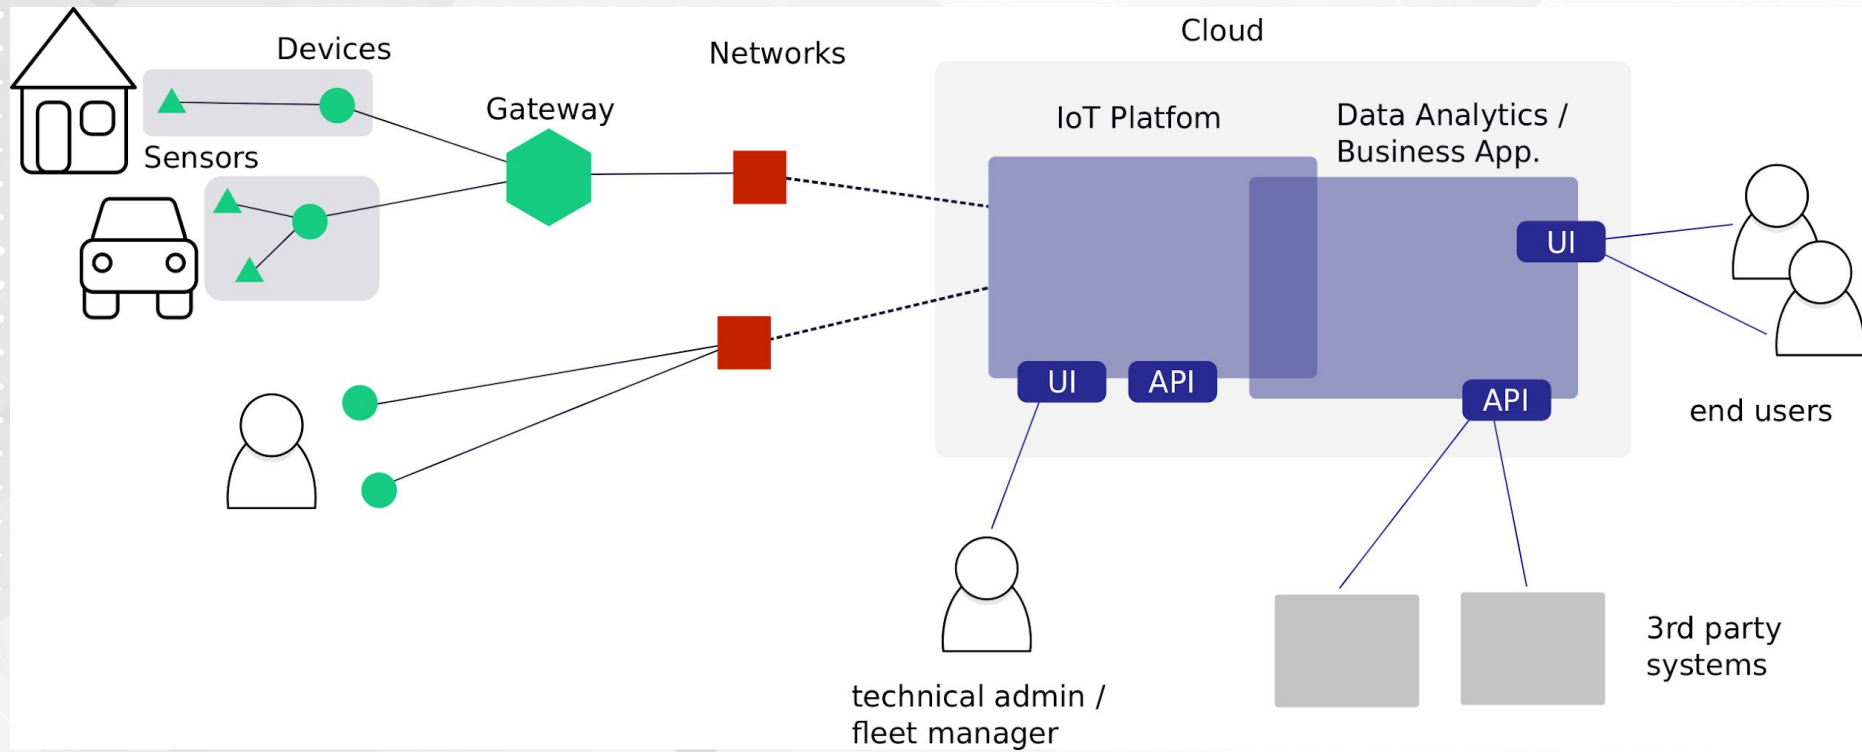 Cloud
Devices
Networks
Gateway
IoT Platfom
Data Analytics /
Business App.
Sensors
UI
UI
API
API
end users
3rd party
systems
technical admin /
fleet manager